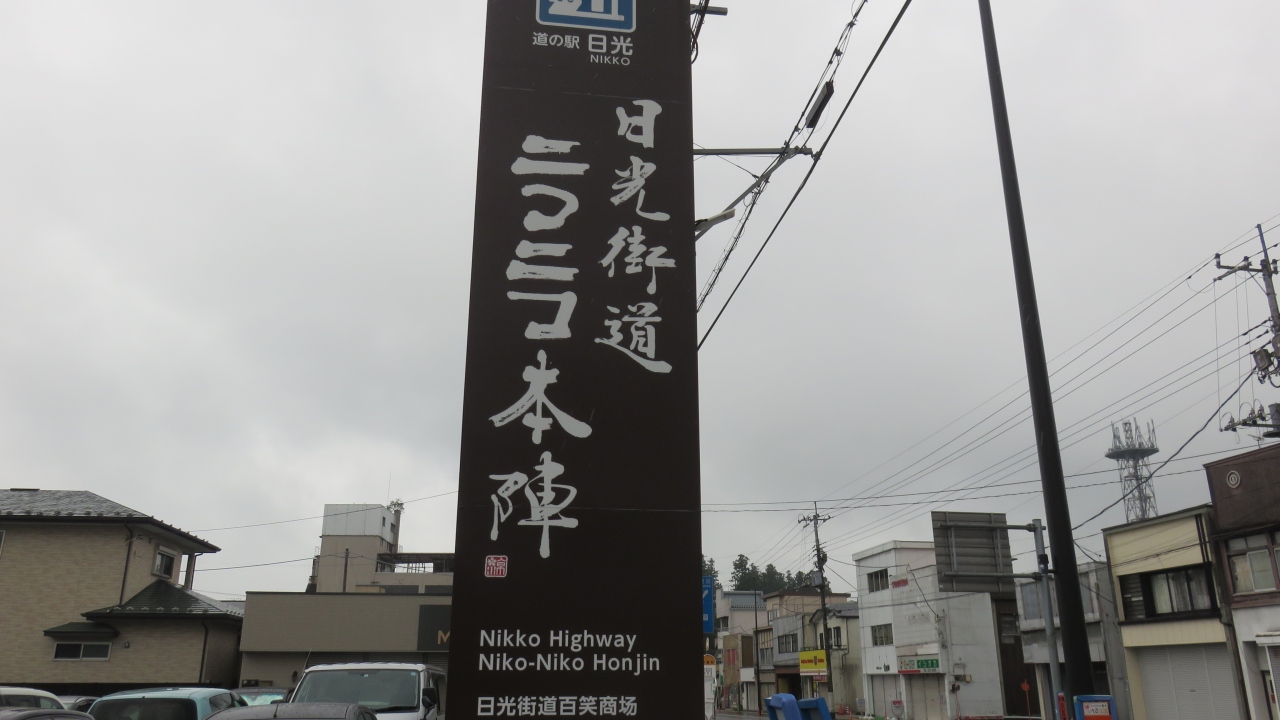 道の駅 日光
NIKKO
日光街道
ニコニコ本陣
Nikko Highway
Niko-Niko Honjin
日光街道百笑商场